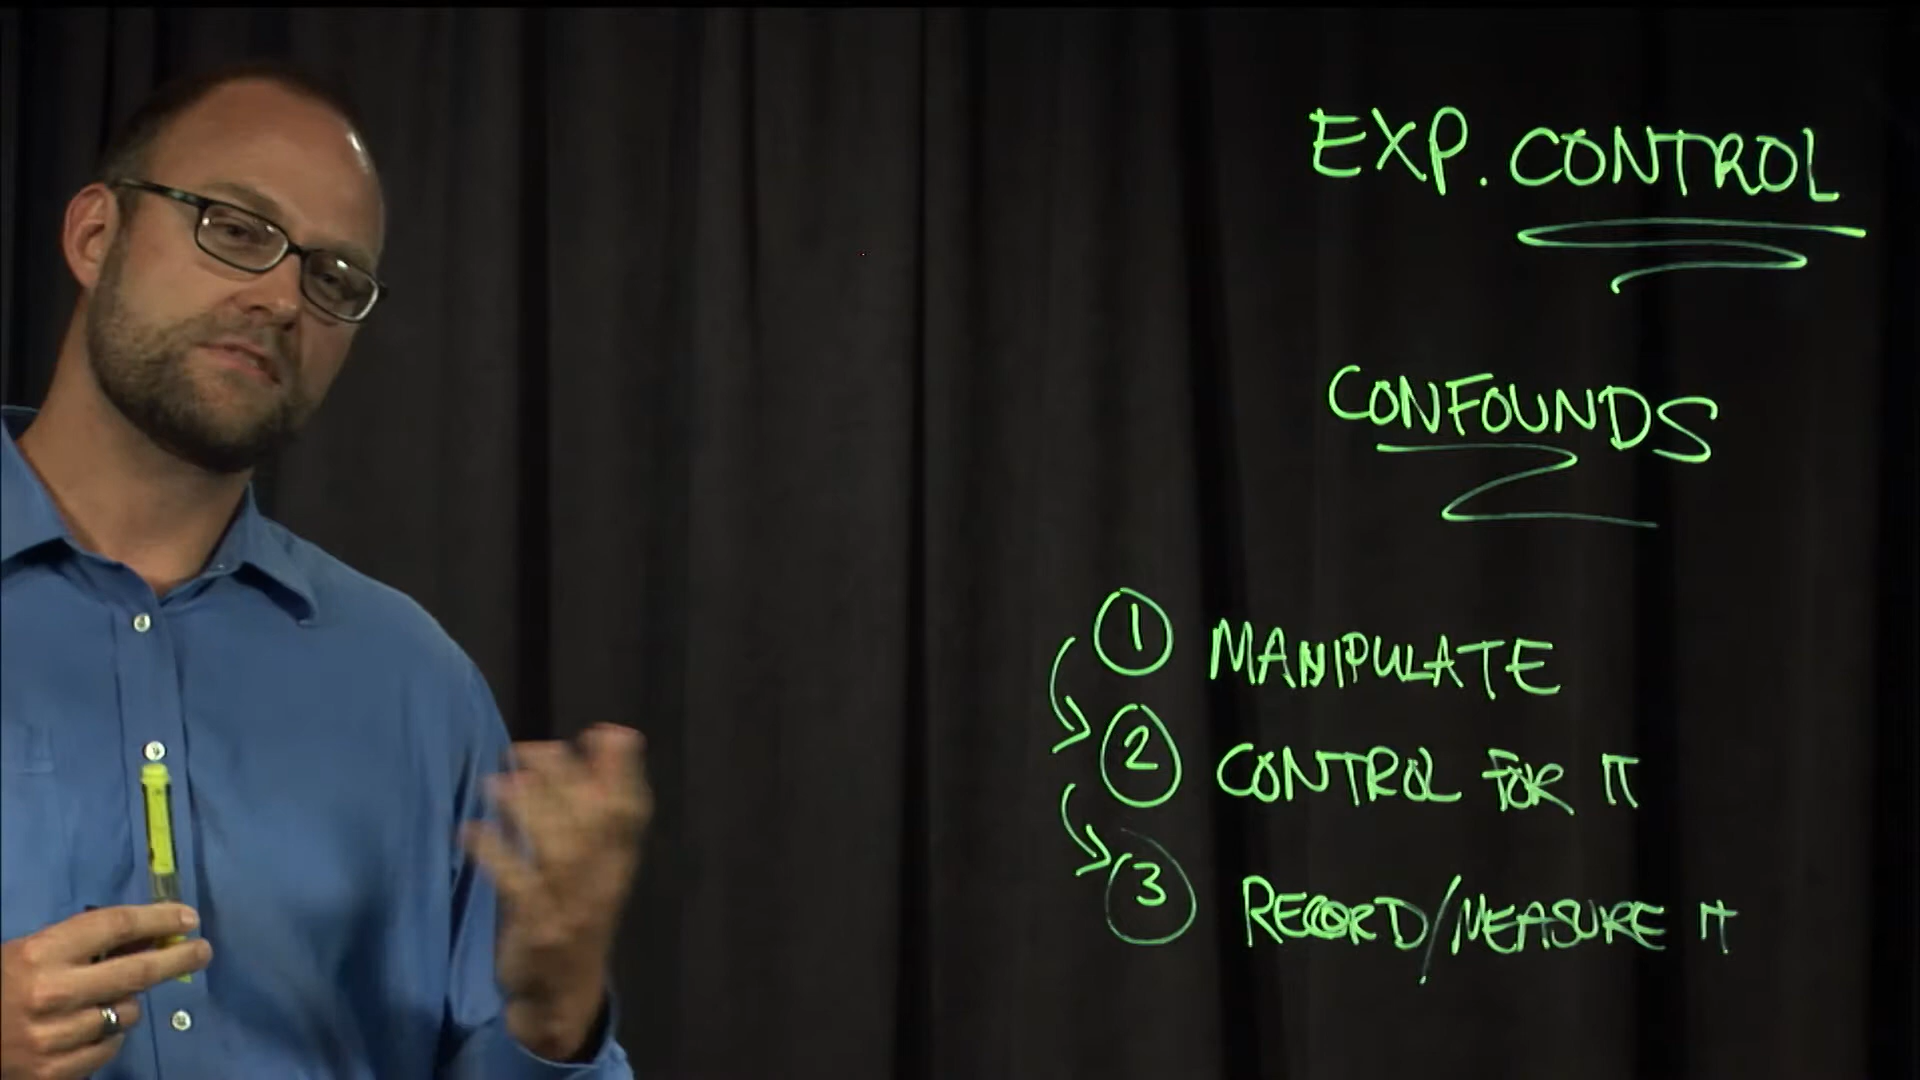 EXP. CONTROL
CONFOUNDS
1 MANIPULATE
2 CONTROL FOR IT
3 RECORD/MEASURE IT